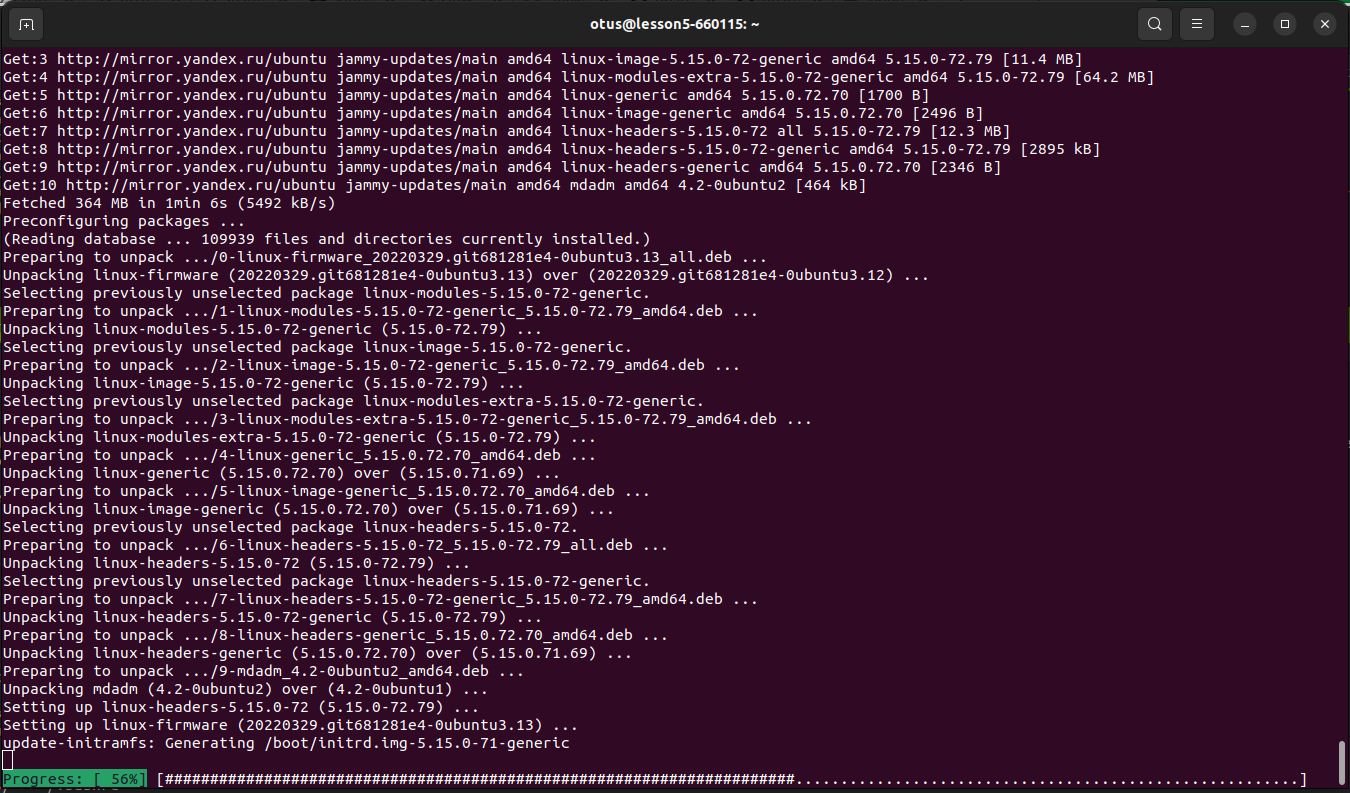 otus@lesson5-660115: ~
Get:3 http://mirror.yandex.ru/ubuntu jammy-updates/main amd64 linux-image-5.15.0-72-generic amd64 5.15.0-72.79 [11.4 MB]
Get:4 http://mirror.yandex.ru/ubuntu jammy-updates/main amd64 linux-modules-extra-5.15.0-72-generic amd64 5.15.0-72.79 [64.2 MB]
Get:5 http://mirror.yandex.ru/ubuntu jammy-updates/main amd64 linux-generic amd64 5.15.0.72.70 [1700 B]
Get:6 http://mirror.yandex.ru/ubuntu jammy-updates/main amd64 linux-image-generic amd64 5.15.0.72.70 [2496 B]
Get:7 http://mirror.yandex.ru/ubuntu jammy-updates/main amd64 linux-headers-5.15.0-72 all 5.15.0-72.79 [12.3 MB]
Get:8 http://mirror.yandex.ru/ubuntu jammy-updates/main amd64 linux-headers-5.15.0-72-generic amd64 5.15.0-72.79 [2895 kB]
Get:9 http://mirror.yandex.ru/ubuntu jammy-updates/main amd64 linux-headers-generic amd64 5.15.0.72.70 [2346 B]
Get:10 http://mirror.yandex.ru/ubuntu jammy-updates/main amd64 mdadm amd64 4.2-0ubuntu2 [464 kB]
Fetched 364 MB in 1min 6s (5492 kB/s)
Preconfiguring packages ...
(Reading database ... 109939 files and directories currently installed.)
Preparing to unpack .../0-linux-firmware_20220329.git681281e4-0ubuntu3.13_all.deb ...
Unpacking linux-firmware (20220329.git681281e4-0ubuntu3.13) over (20220329.git681281e4-0ubuntu3.12) ...
Selecting previously unselected package linux-modules-5.15.0-72-generic.
Preparing to unpack .../1-linux-modules-5.15.0-72-generic_5.15.0-72.79_amd64.deb ...
Unpacking linux-modules-5.15.0-72-generic (5.15.0-72.79) ...
Selecting previously unselected package linux-image-5.15.0-72-generic.
Preparing to unpack .../2-linux-image-5.15.0-72-generic_5.15.0-72.79_amd64.deb ...
Unpacking linux-image-5.15.0-72-generic (5.15.0-72.79) ...
Selecting previously unselected package linux-modules-extra-5.15.0-72-generic.
Preparing to unpack .../3-linux-modules-extra-5.15.0-72-generic_5.15.0-72.79_amd64.deb ...
Unpacking linux-modules-extra-5.15.0-72-generic (5.15.0-72.79) ...
Preparing to unpack .../4-linux-generic_5.15.0.72.70_amd64.deb ...
Unpacking linux-generic (5.15.0.72.70) over (5.15.0.71.69) ...
Preparing to unpack .../5-linux-image-generic_5.15.0.72.70_amd64.deb ...
Unpacking linux-image-generic (5.15.0.72.70) over (5.15.0.71.69) ...
Selecting previously unselected package linux-headers-5.15.0-72.
Preparing to unpack .../6-linux-headers-5.15.0-72_5.15.0-72.79_all.deb ...
Unpacking linux-headers-5.15.0-72 (5.15.0-72.79) ...
Selecting previously unselected package linux-headers-5.15.0-72-generic.
Preparing to unpack .../7-linux-headers-5.15.0-72-generic_5.15.0-72.79_amd64.deb ...
Unpacking linux-headers-5.15.0-72-generic (5.15.0-72.79) ...
Preparing to unpack .../8-linux-headers-generic_5.15.0.72.70_amd64.deb ...
Unpacking linux-headers-generic (5.15.0.72.70) over (5.15.0.71.69) ...
Preparing to unpack .../9-mdadm_4.2-0ubuntu2_amd64.deb ...
Unpacking mdadm (4.2-0ubuntu2) over (4.2-0ubuntu1) ...
Setting up linux-headers-5.15.0-72 (5.15.0-72.79) ...
Setting up linux-firmware (20220329.git681281e4-0ubuntu3.13) ...
update-initramfs: Generating /boot/initrd.img-5.15.0-71-generic
Progress: [ 56%] [######################################################################........................................................]